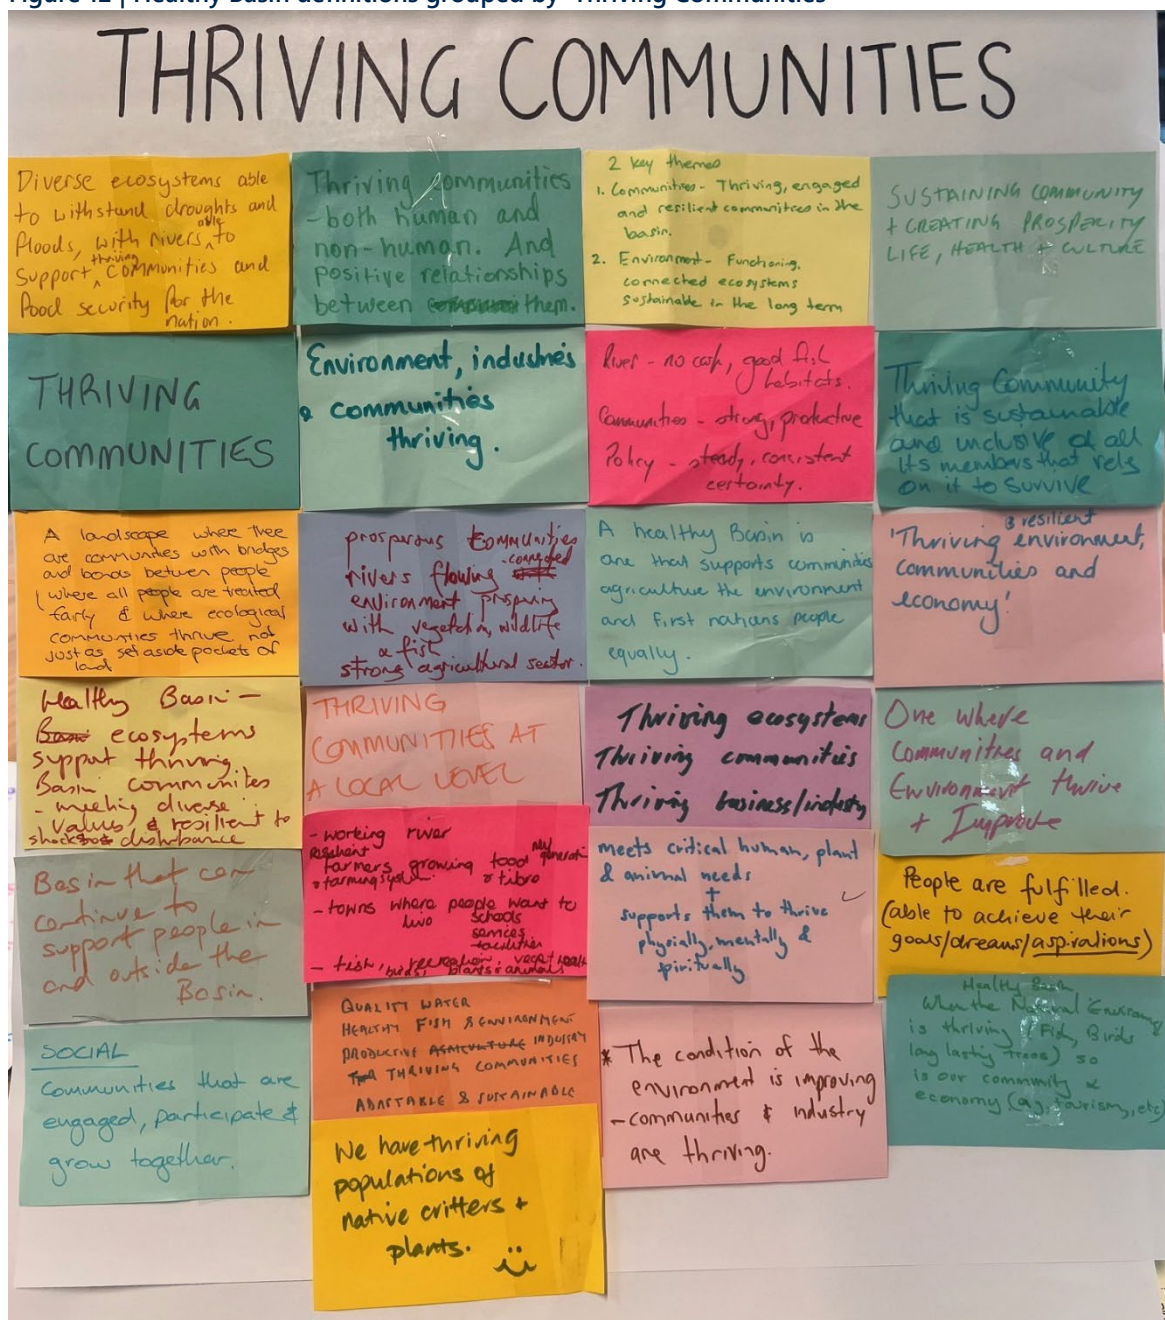 Figure 12 | Healthy Basin definitions grouped by 'Thriving Communities'
THRIVING COMMUNITIES
Diverse ecosystems able
to withstand droughts and
floods, with rivers able to
support thriving communities and
food security for the
nation.
Thriving communities
- both human and
non-human. And
positive relationships
between them.
2 key themes
1. Communities - Thriving, engaged
and resilient communities in the
basin.
2. Environment - Functioning,
connected ecosystems
sustainable in the long term
SUSTAINING COMMUNITY
+ CREATING PROSPERITY
LIFE, HEALTH + CULTURE
THRIVING
COMMUNITIES
Environment, industries
& communities
thriving.
River - no carp, good fish
habitats.
Communities - strong, productive
Policy - steady, consistent
certainty.
Thriving Community
that is sustainable
and inclusive of all
its members that rely
on it to survive
A landscape where there
are communities with bridges
and bonds between people
where all people are treated
fairly & where ecological
communities thrive not
just as set aside pockets of
land
prosperous communities
rivers flowing - connected
environment prospering
with vegetation, wildlife
& fish
strong agricultural sector.
A healthy Basin is
one that supports communities
agriculture the environment
and first nations people
equally.
& resilient
'Thriving environment,
communities and
economy'
Healthy Basin -
ecosystems
support thriving
Basin communites
- meeting diverse
values & resilient to
shocks disturbance
THRIVING
COMMUNITIES AT
A LOCAL LEVEL
Thriving ecosystems
Thriving communities
Thriving business/industry
One where
Communities and
Environment thrive
+ Improve
Basin that can
continue to
support people in
and outside the
Basin.
- working river
Resilient new generation
farmers growing food
& farming system. & fibre
- towns where people want to
live schools
services
facilities
- fish, recreation,
birds, plants & animals
meets critical human, plant
& animal needs
+
supports them to thrive
physically, mentally &
spiritually
People are fulfilled.
(able to achieve their
goals/dreams/aspirations)
SOCIAL
Communities that are
engaged, participate &
grow together.
QUALITY WATER
HEALTHY FISH & ENVIRONMENT
PRODUCTIVE AGRICULTURE INDUSTRY
THRIVING COMMUNITIES
ADAPTABLE & SUSTAINABLE
* The condition of the
environment is improving
- communities & industry
are thriving.
Healthy Basin
When the Natural Environment
is thriving (Fish, Birds
long lasting trees) so
is our community &
economy (ag, tourism, etc)
We have thriving
populations of
native critters +
plants.